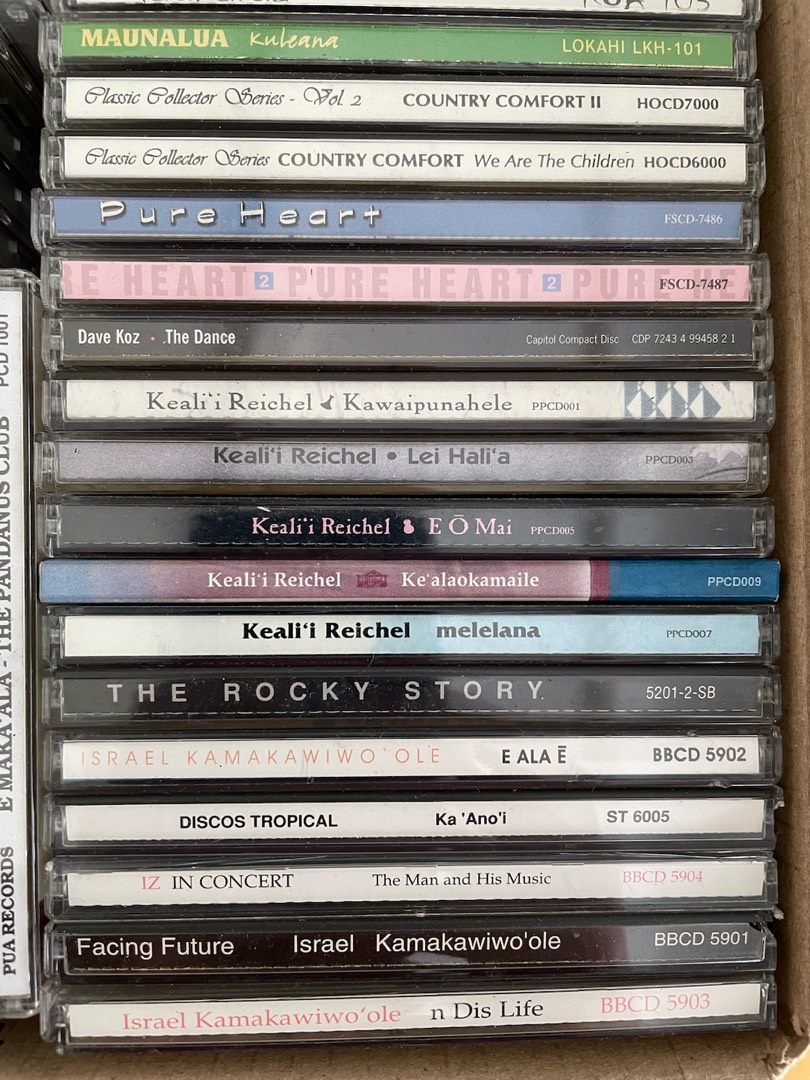 MAUNALUA Kuleana LOKAHI LKH-101
Classic Collector Series - Vol. 2 COUNTRY COMFORT II HOCD7000
Classic Collector Series COUNTRY COMFORT We Are The Children HOCD6000
Pure Heart FSCD-7486
RE HEART 2 PURE HEART 2 PURE HE FSCD-7487
Dave Koz • The Dance Capitol Compact Disc CDP 7243 4 99458 2 1
Keali'i Reichel Kawaipunahele PPCD001
Keali'i Reichel • Lei Hali'a PPCD003
Keali'i Reichel E Ō Mai PPCD005
Keali'i Reichel Ke'alaokamaile PPCD009
Keali'i Reichel melelana PPCD007
THE ROCKY STORY 5201-2-SB
ISRAEL KAMAKAWIWO`OLE E ALA Ē BBCD 5902
DISCOS TROPICAL Ka 'Ano'i ST 6005
IZ IN CONCERT The Man and His Music BBCD 5904
Facing Future Israel Kamakawiwo'ole BBCD 5901
Israel Kamakawiwo'ole n Dis Life BBCD 5903
PUA RECORDS E MAKA'ALA - THE PANDANUS CLUB PCD 1001